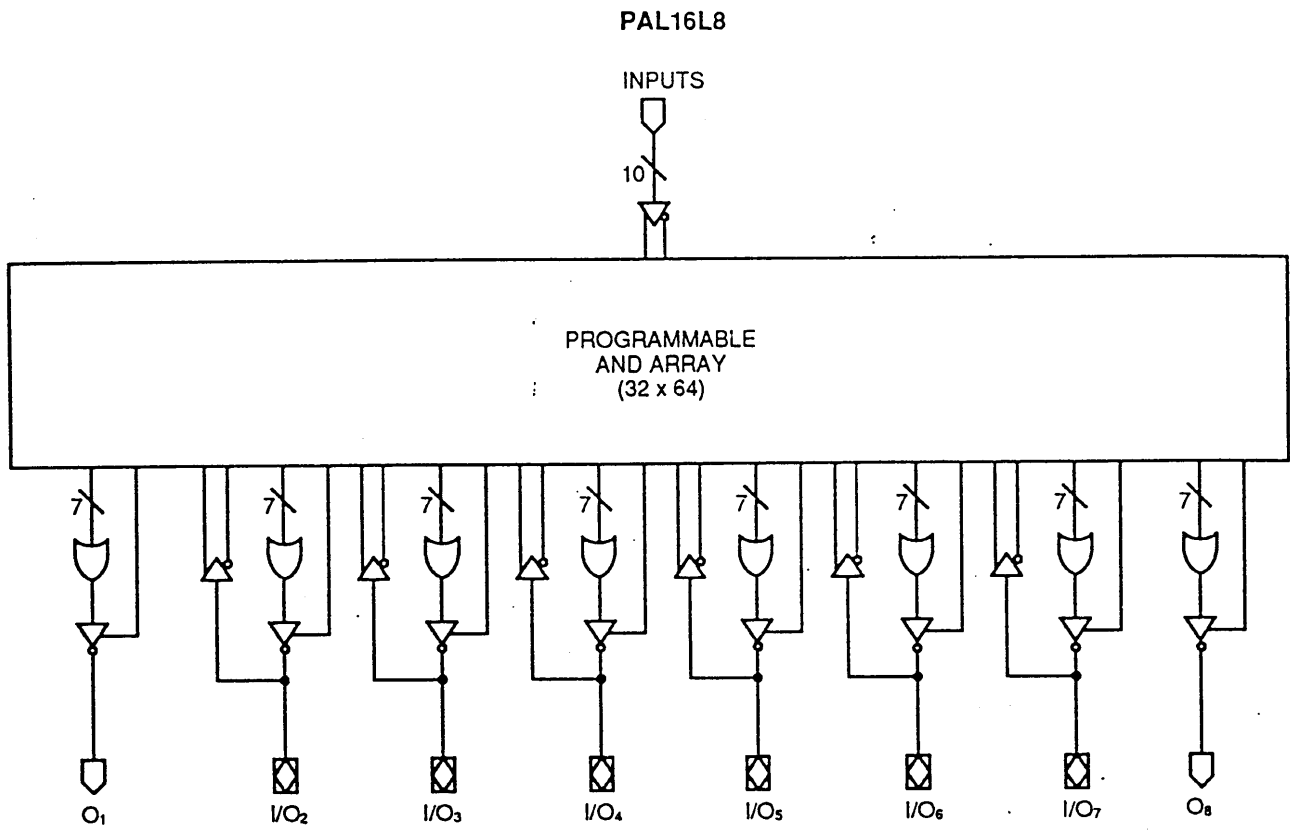 PAL16L8
INPUTS
10
PROGRAMMABLE
AND ARRAY
(32 x 64)
7 7 7 7 7 7 7 7
O₁ I/O₂ I/O₃ I/O₄ I/O₅ I/O₆ I/O₇ O₈